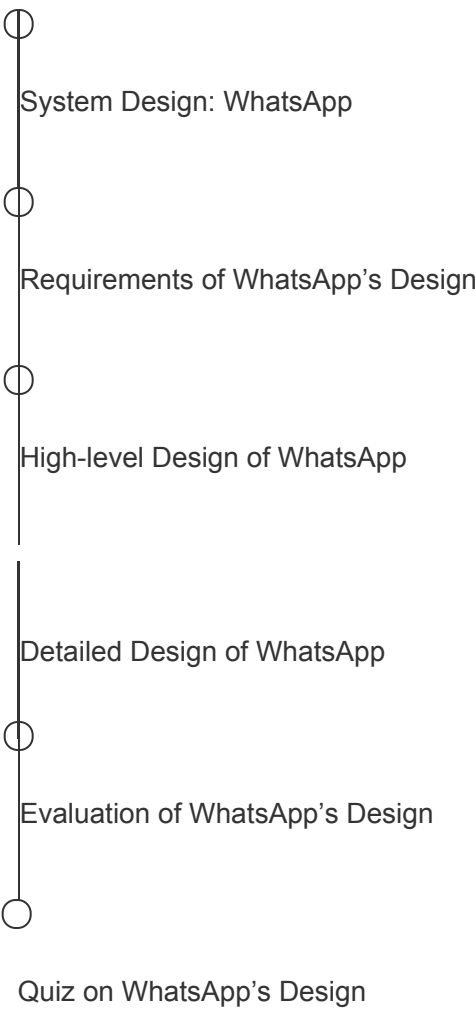 System Design: WhatsApp
Requirements of WhatsApp’s Design
High-level Design of WhatsApp
Detailed Design of WhatsApp
Evaluation of WhatsApp’s Design
Quiz on WhatsApp’s Design